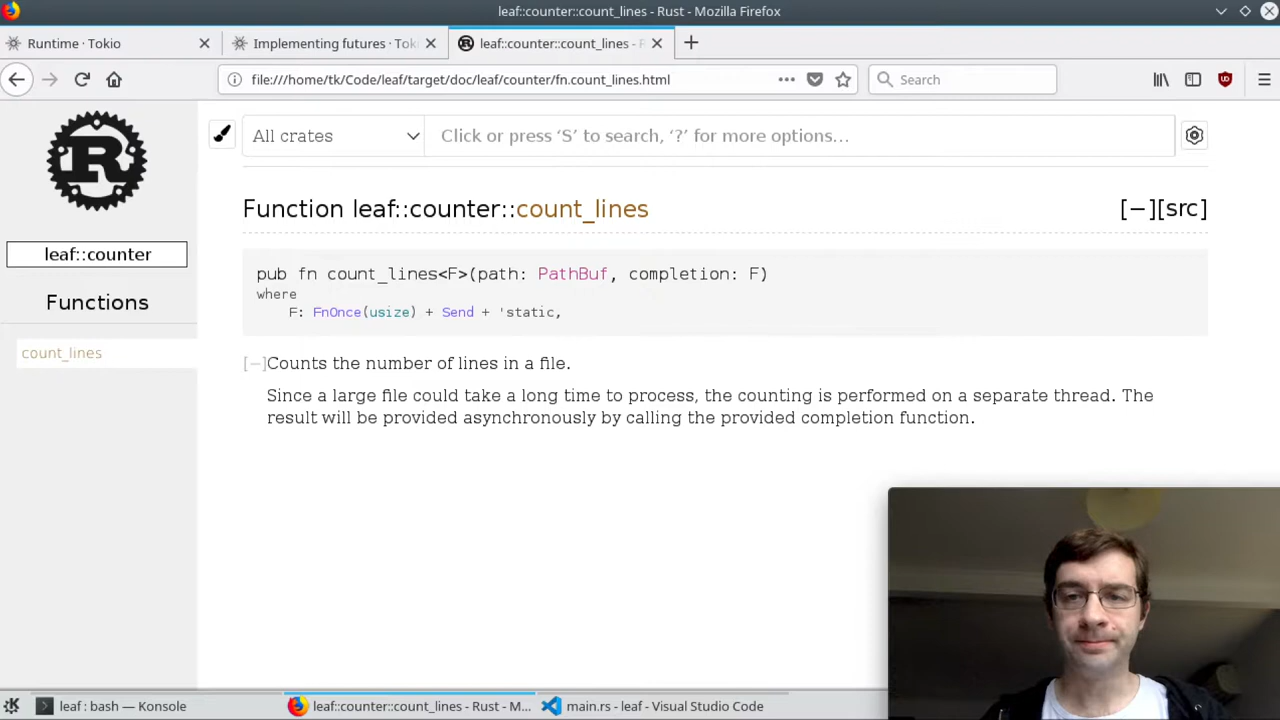 leaf::counter::count_lines - Rust - Mozilla Firefox
Runtime · Tokio
Implementing futures · Tok
leaf::counter::count_lines - R
file:///home/tk/Code/leaf/target/doc/leaf/counter/fn.count_lines.html
Search
All crates
Click or press ‘S’ to search, ‘?’ for more options…
Function leaf::counter::count_lines
[−][src]
leaf::counter
pub fn count_lines<F>(path: PathBuf, completion: F)
where
F: FnOnce(usize) + Send + 'static,
Functions
count_lines
[−]Counts the number of lines in a file.
Since a large file could take a long time to process, the counting is performed on a separate thread. The
result will be provided asynchronously by calling the provided completion function.
leaf : bash — Konsole
leaf::counter::count_lines - Rust - M...
main.rs - leaf - Visual Studio Code